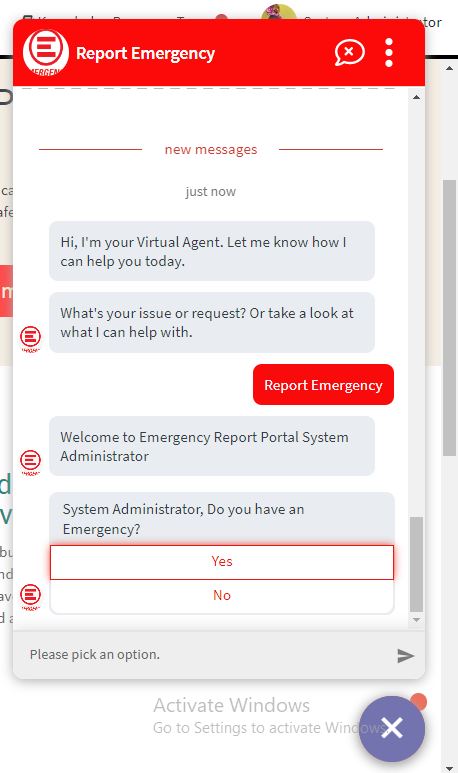 Report Emergency
new messages
just now
Hi, I'm your Virtual Agent. Let me know how I
can help you today.
What's your issue or request? Or take a look at
what I can help with.
Report Emergency
Welcome to Emergency Report Portal System
Administrator
System Administrator, Do you have an
Emergency?
Yes
No
Please pick an option.
Activate Windows
Go to Settings to activate Windows.